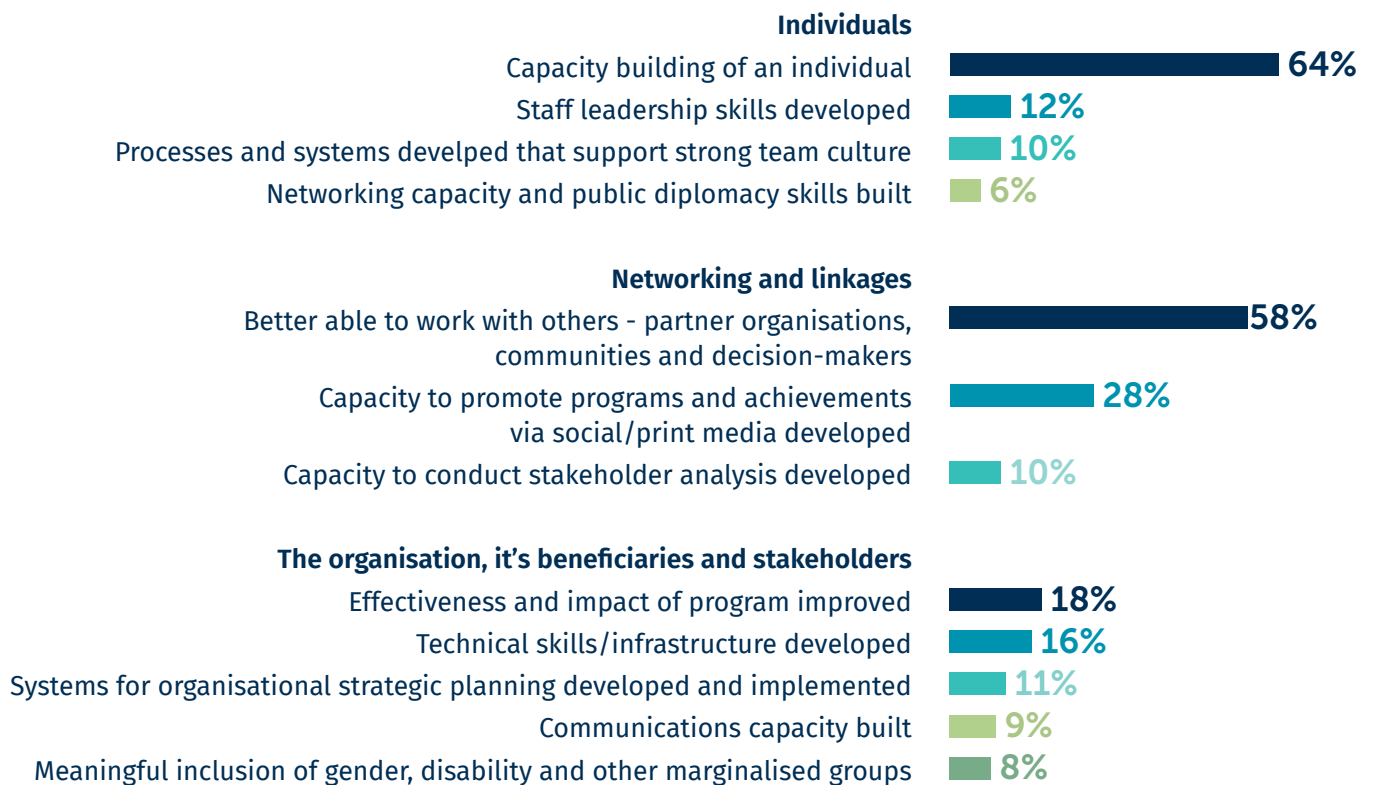 Individuals
Capacity building of an individual 64%
Staff leadership skills developed 12%
Processes and systems develped that support strong team culture 10%
Networking capacity and public diplomacy skills built 6%
Networking and linkages
Better able to work with others - partner organisations, 58%
communities and decision-makers
Capacity to promote programs and achievements 28%
via social/print media developed
Capacity to conduct stakeholder analysis developed 10%
The organisation, it’s beneficiaries and stakeholders
Effectiveness and impact of program improved 18%
Technical skills/infrastructure developed 16%
Systems for organisational strategic planning developed and implemented 11%
Communications capacity built 9%
Meaningful inclusion of gender, disability and other marginalised groups 8%